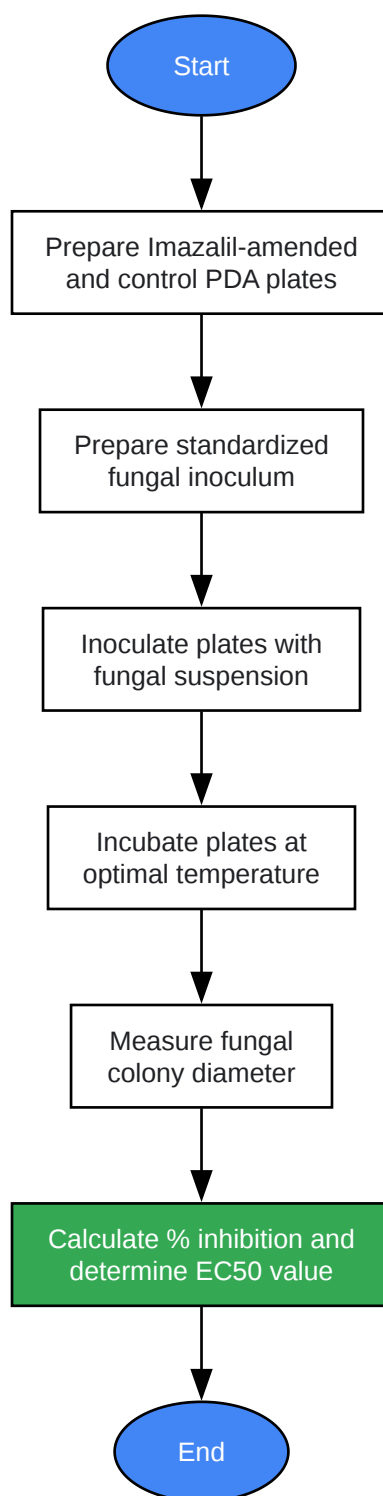 Start
Prepare Imazalil-amended
and control PDA plates
Prepare standardized
fungal inoculum
Inoculate plates with
fungal suspension
Incubate plates at
optimal temperature
Measure fungal
colony diameter
Calculate % inhibition and
determine EC50 value
End